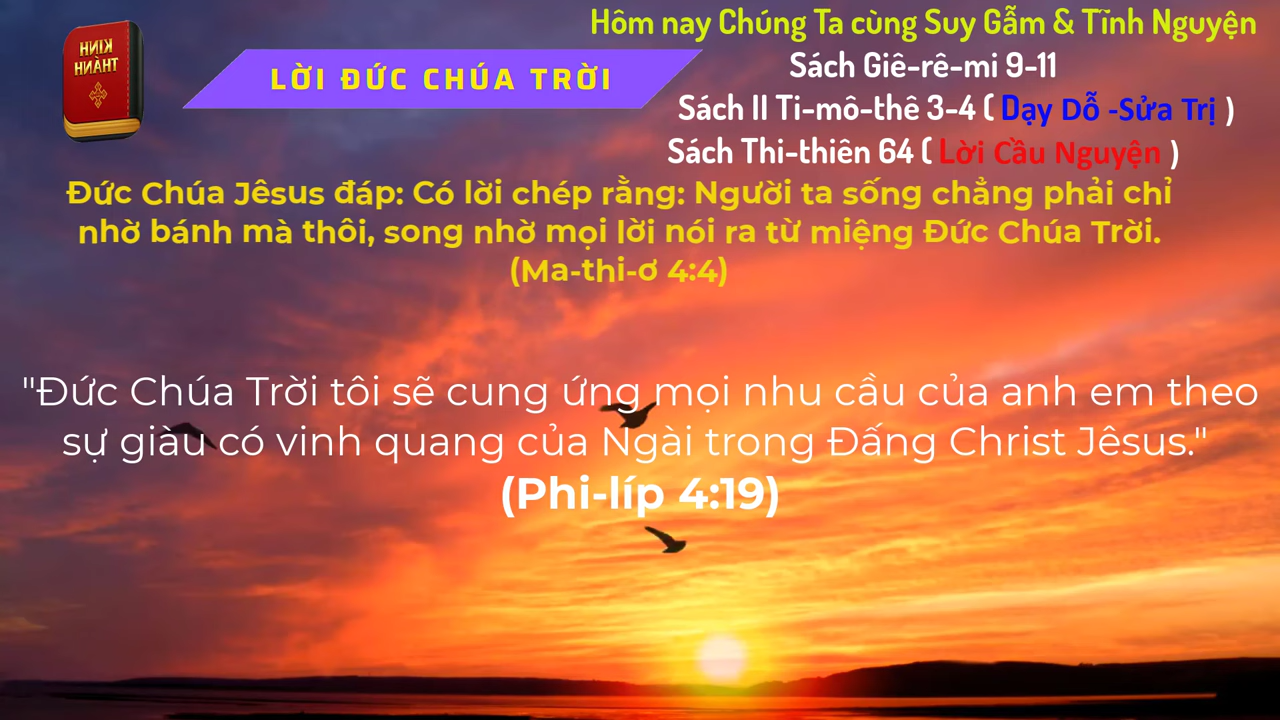 KINH
THÁNH
LỜI ĐỨC CHÚA TRỜI
Hôm nay Chúng Ta cùng Suy Gẫm & Tĩnh Nguyện
Sách Giê-rê-mi 9-11
Sách II Ti-mô-thê 3-4 ( Dạy Dỗ -Sửa Trị )
Sách Thi-thiên 64 ( Lời Cầu Nguyện )
Đức Chúa Jêsus đáp: Có lời chép rằng: Người ta sống chẳng phải chỉ
nhờ bánh mà thôi, song nhờ mọi lời nói ra từ miệng Đức Chúa Trời.
(Ma-thi-ơ 4:4)
"Đức Chúa Trời tôi sẽ cung ứng mọi nhu cầu của anh em theo
sự giàu có vinh quang của Ngài trong Đấng Christ Jêsus."
(Phi-líp 4:19)